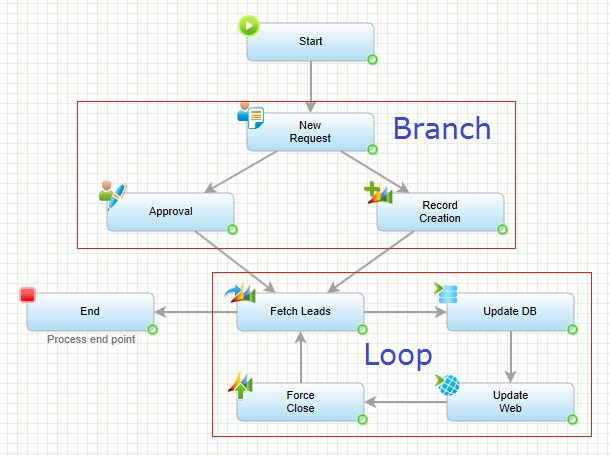 Start
New
Request
Branch
Approval
Record
Creation
End
Fetch Leads
Update DB
Process end point
Loop
Force
Close
Update
Web